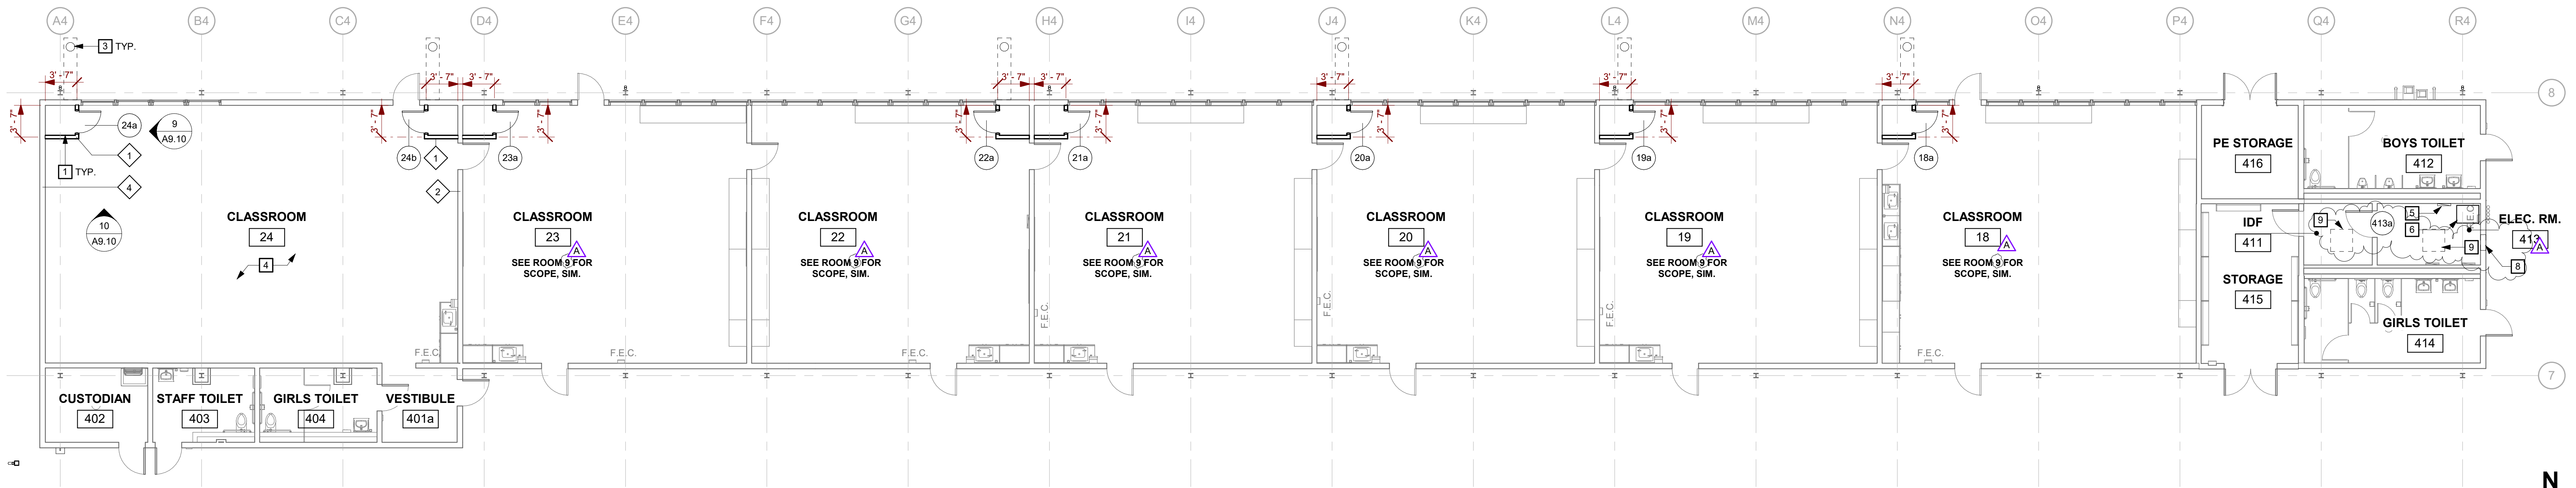 A4 B4 C4 D4 E4 F4 G4 H4 I4 J4 K4 L4 M4 N4 O4 P4 Q4 R4
3 TYP.
3' - 7" 3' - 7" 3' - 7" 3' - 7" 3' - 7" 3' - 7" 3' - 7" 3' - 7"
8
3' - 7" 3' - 7" 3' - 7" 3' - 7" 3' - 7" 3' - 7" 3' - 7" 3' - 7"
24a
9
A9.10
1
1 TYP.
4
24b
1
23a
2
22a
21a
20a
19a
18a
10
A9.10
CLASSROOM
24
4
CLASSROOM
23
A
SEE ROOM 9 FOR
SCOPE, SIM.
CLASSROOM
22
A
SEE ROOM 9 FOR
SCOPE, SIM.
CLASSROOM
21
A
SEE ROOM 9 FOR
SCOPE, SIM.
CLASSROOM
20
A
SEE ROOM 9 FOR
SCOPE, SIM.
CLASSROOM
19
A
SEE ROOM 9 FOR
SCOPE, SIM.
CLASSROOM
18
A
SEE ROOM 9 FOR
SCOPE, SIM.
PE STORAGE
416
BOYS TOILET
412
IDF
411
9
413a
5
6
F.E.C.
9
8
ELEC. RM.
413
A
STORAGE
415
GIRLS TOILET
414
F.E.C.
F.E.C.
F.E.C.
F.E.C.
F.E.C.
F.E.C.
F.E.C.
7
CUSTODIAN
402
STAFF TOILET
403
GIRLS TOILET
404
VESTIBULE
401a
N